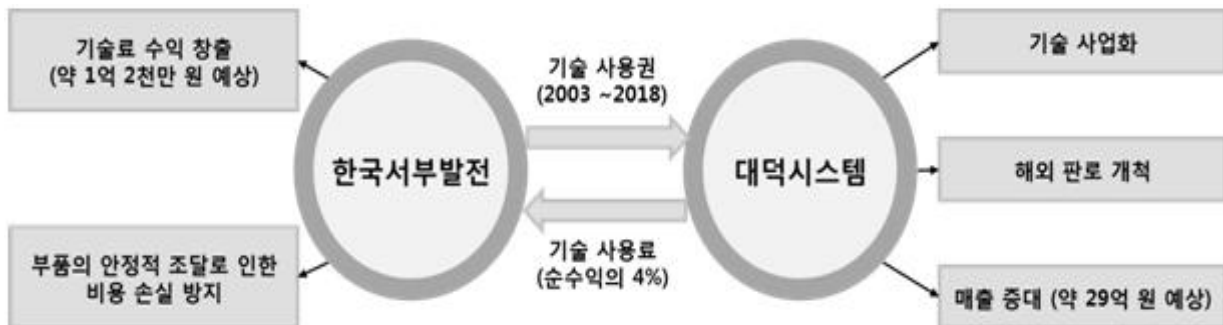 기술료 수익 창출
(약 1억 2천만 원 예상)
부품의 안정적 조달로 인한
비용 손실 방지
한국서부발전
기술 사용권
(2003 ~2018)
기술 사용료
(순수익의 4%)
대덕시스템
기술 사업화
해외 판로 개척
매출 증대 (약 29억 원 예상)